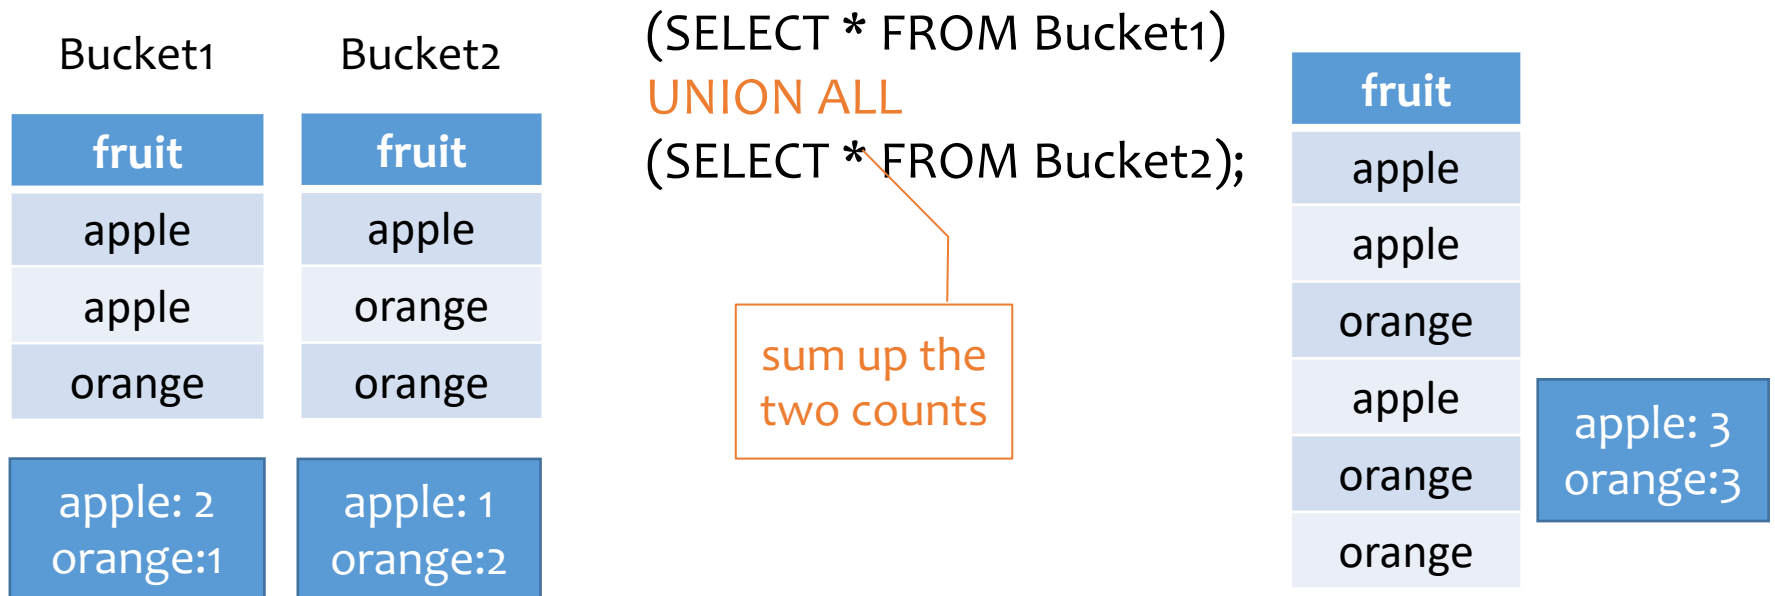 Bucket1
fruit
apple
apple
orange
apple: 2
orange:1
Bucket2
fruit
apple
orange
orange
apple: 1
orange:2
(SELECT * FROM Bucket1)
UNION ALL
(SELECT * FROM Bucket2);
sum up the
two counts
fruit
apple
apple
orange
apple
orange
orange
apple: 3
orange:3